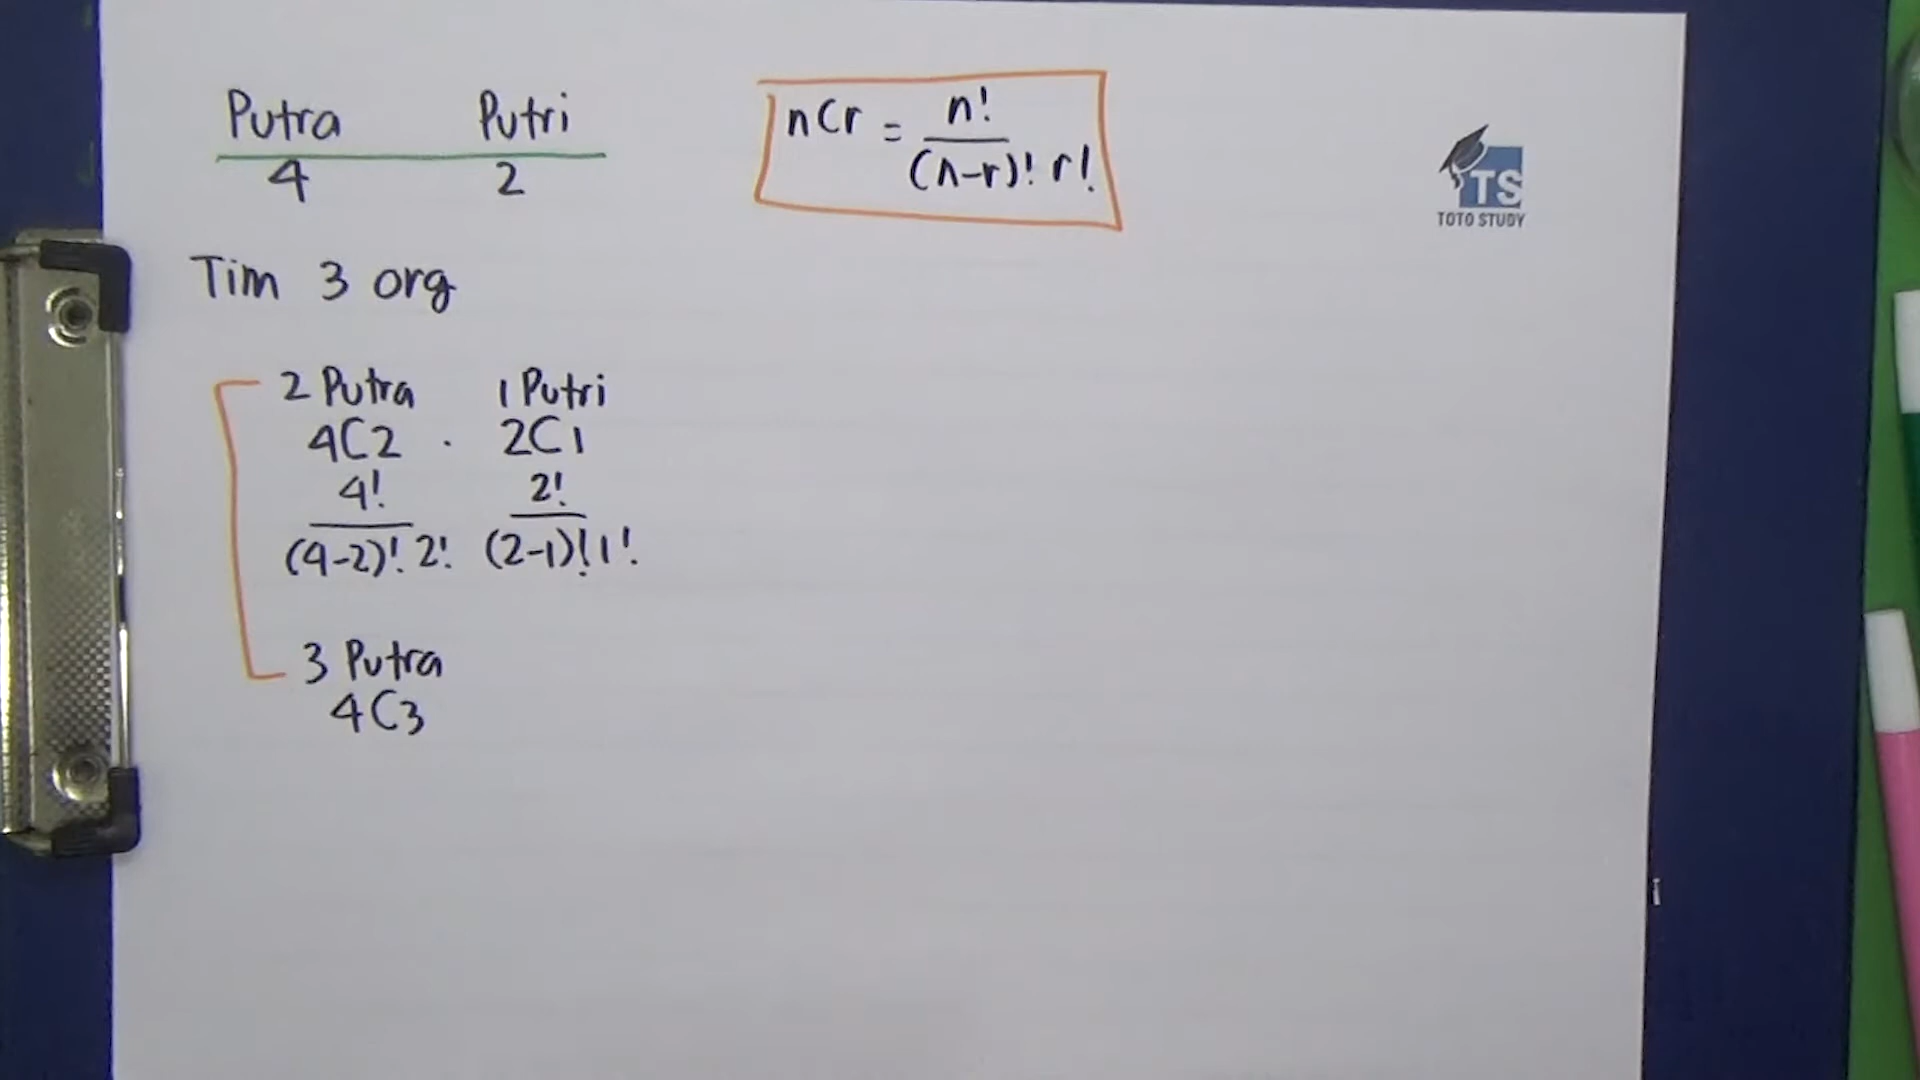 Putra Putri
4 2
nCr = n! / (n-r)! r!
TS
TOTO STUDY
Tim 3 org
2 Putra 1 Putri
4C2 . 2C1
4! 2!
(4-2)! 2! (2-1)! 1!
3 Putra
4C3